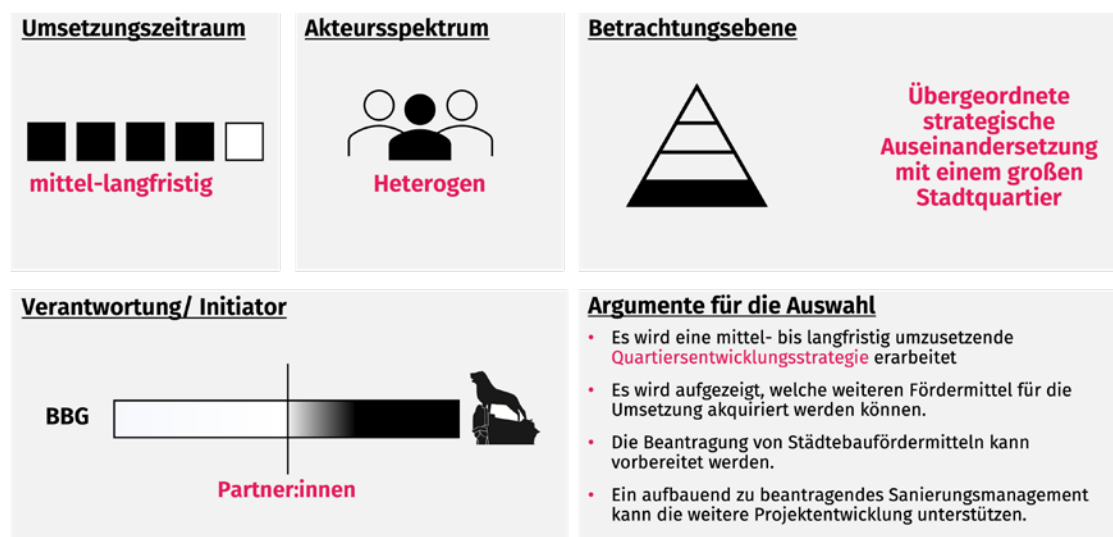 Umsetzungszeitraum
mittel-langfristig
Akteursspektrum
Heterogen
Betrachtungsebene
Übergeordnete
strategische
Auseinandersetzung
mit einem großen
Stadtquartier
Verantwortung/ Initiator
BBG
Partner:innen
Argumente für die Auswahl
• Es wird eine mittel- bis langfristig umzusetzende
Quartiersentwicklungsstrategie erarbeitet
• Es wird aufgezeigt, welche weiteren Fördermittel für die
Umsetzung akquiriert werden können.
• Die Beantragung von Städtebaufördermitteln kann
vorbereitet werden.
• Ein aufbauend zu beantragendes Sanierungsmanagement
kann die weitere Projektentwicklung unterstützen.